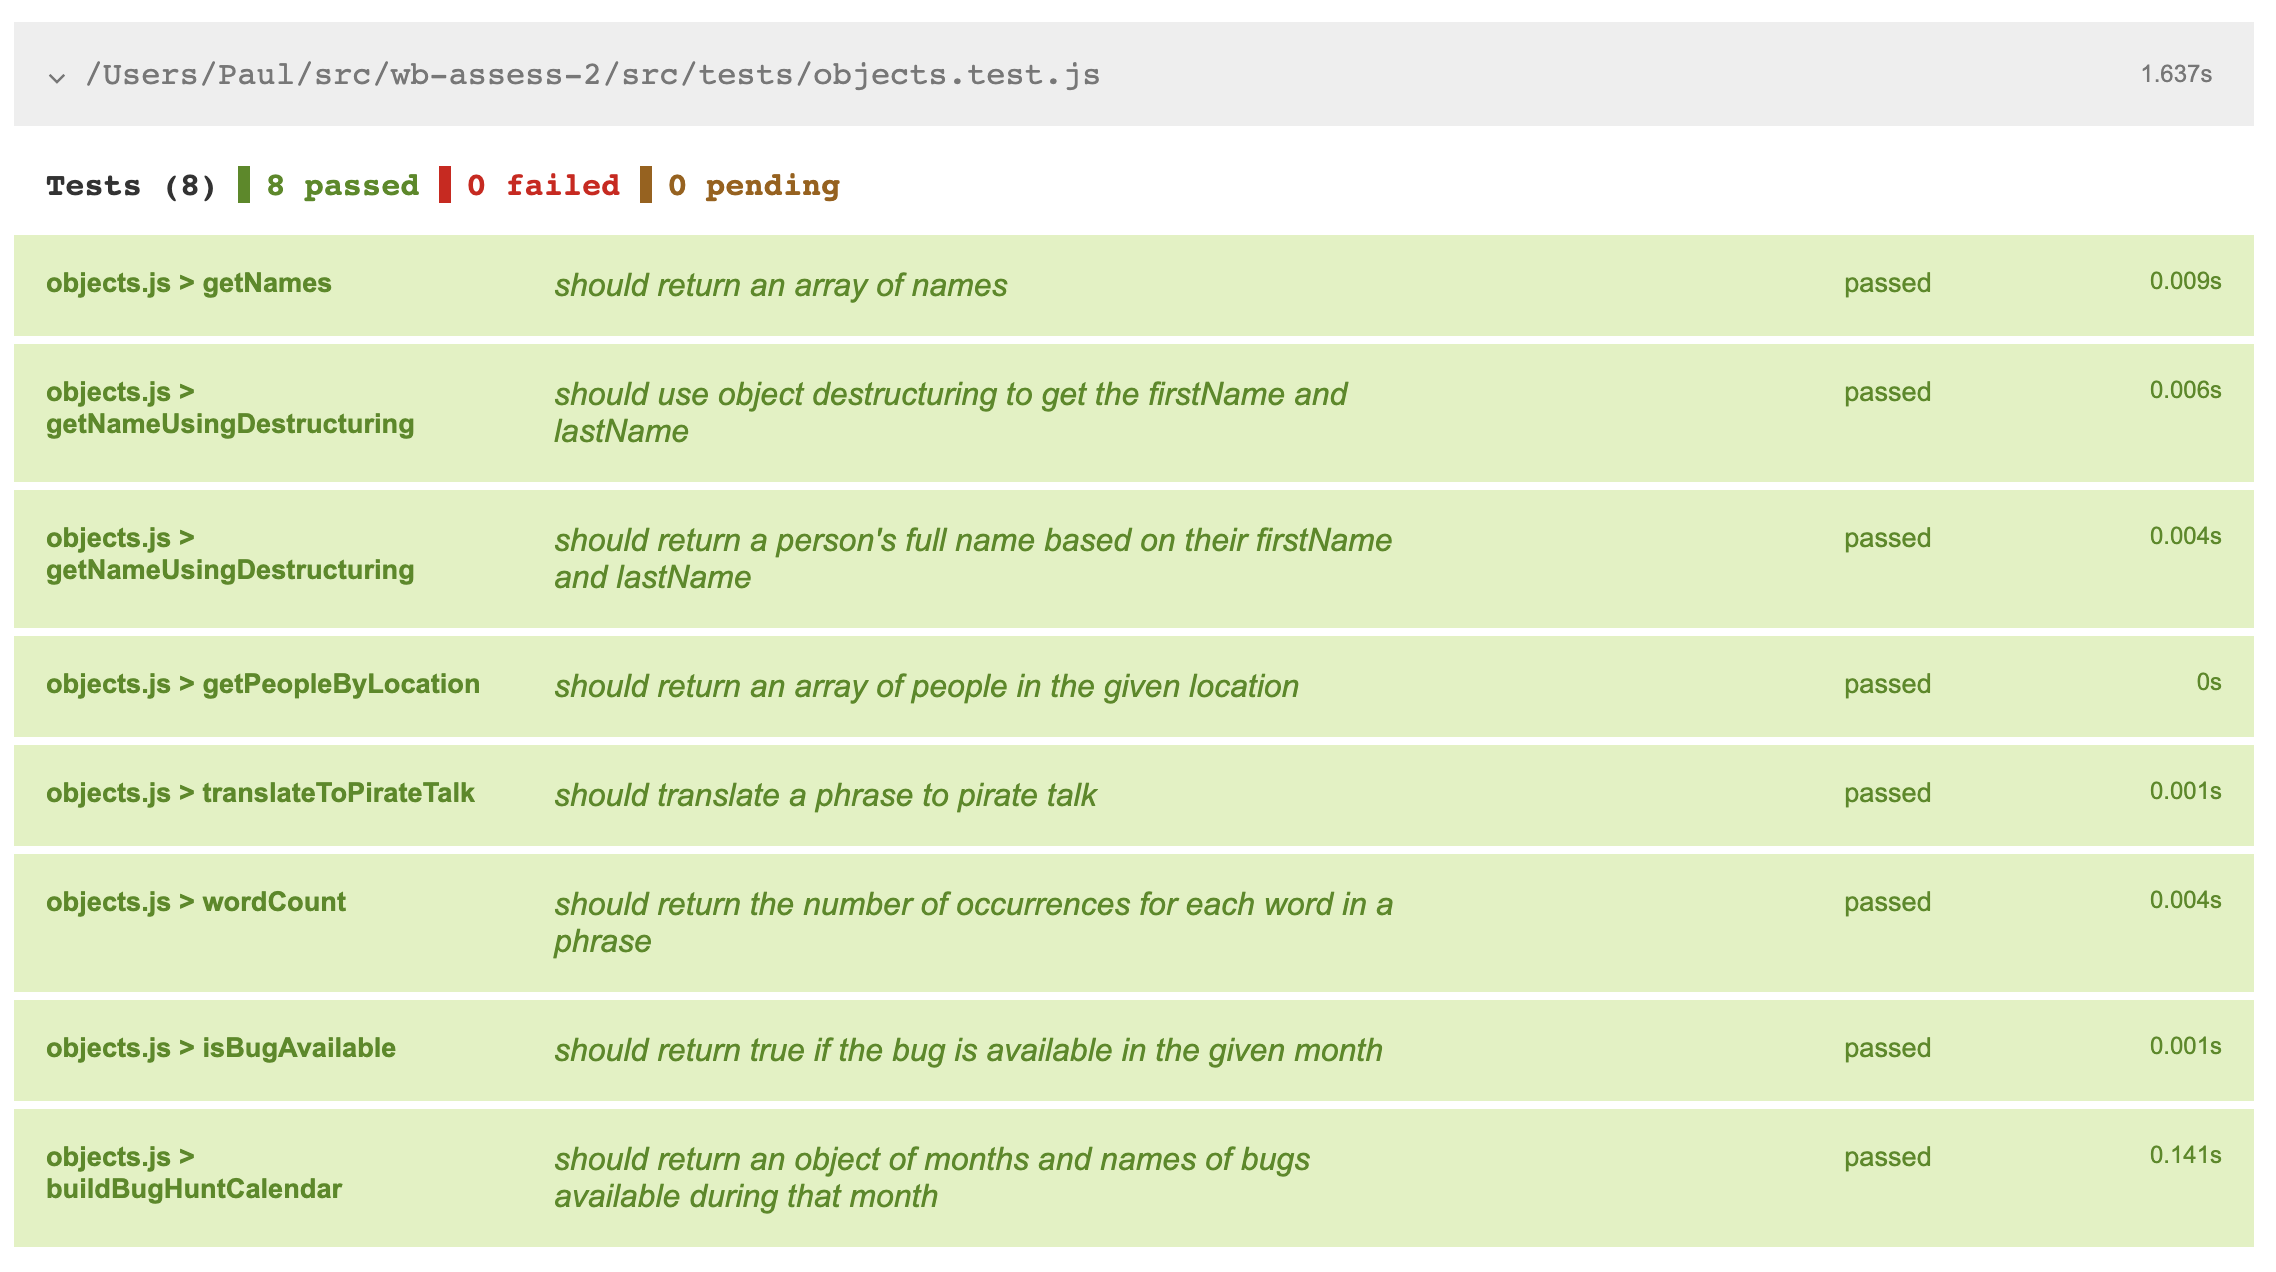 /Users/Paul/src/wb-assess-2/src/tests/objects.test.js 1.637s
Tests (8) 8 passed 0 failed 0 pending
objects.js > getNames should return an array of names passed 0.009s
objects.js > should use object destructuring to get the firstName and passed 0.006s
getNameUsingDestructuring lastName
objects.js > should return a person's full name based on their firstName passed 0.004s
getNameUsingDestructuring and lastName
objects.js > getPeopleByLocation should return an array of people in the given location passed 0s
objects.js > translateToPirateTalk should translate a phrase to pirate talk passed 0.001s
objects.js > wordCount should return the number of occurrences for each word in a passed 0.004s
phrase
objects.js > isBugAvailable should return true if the bug is available in the given month passed 0.001s
objects.js > should return an object of months and names of bugs passed 0.141s
buildBugHuntCalendar available during that month